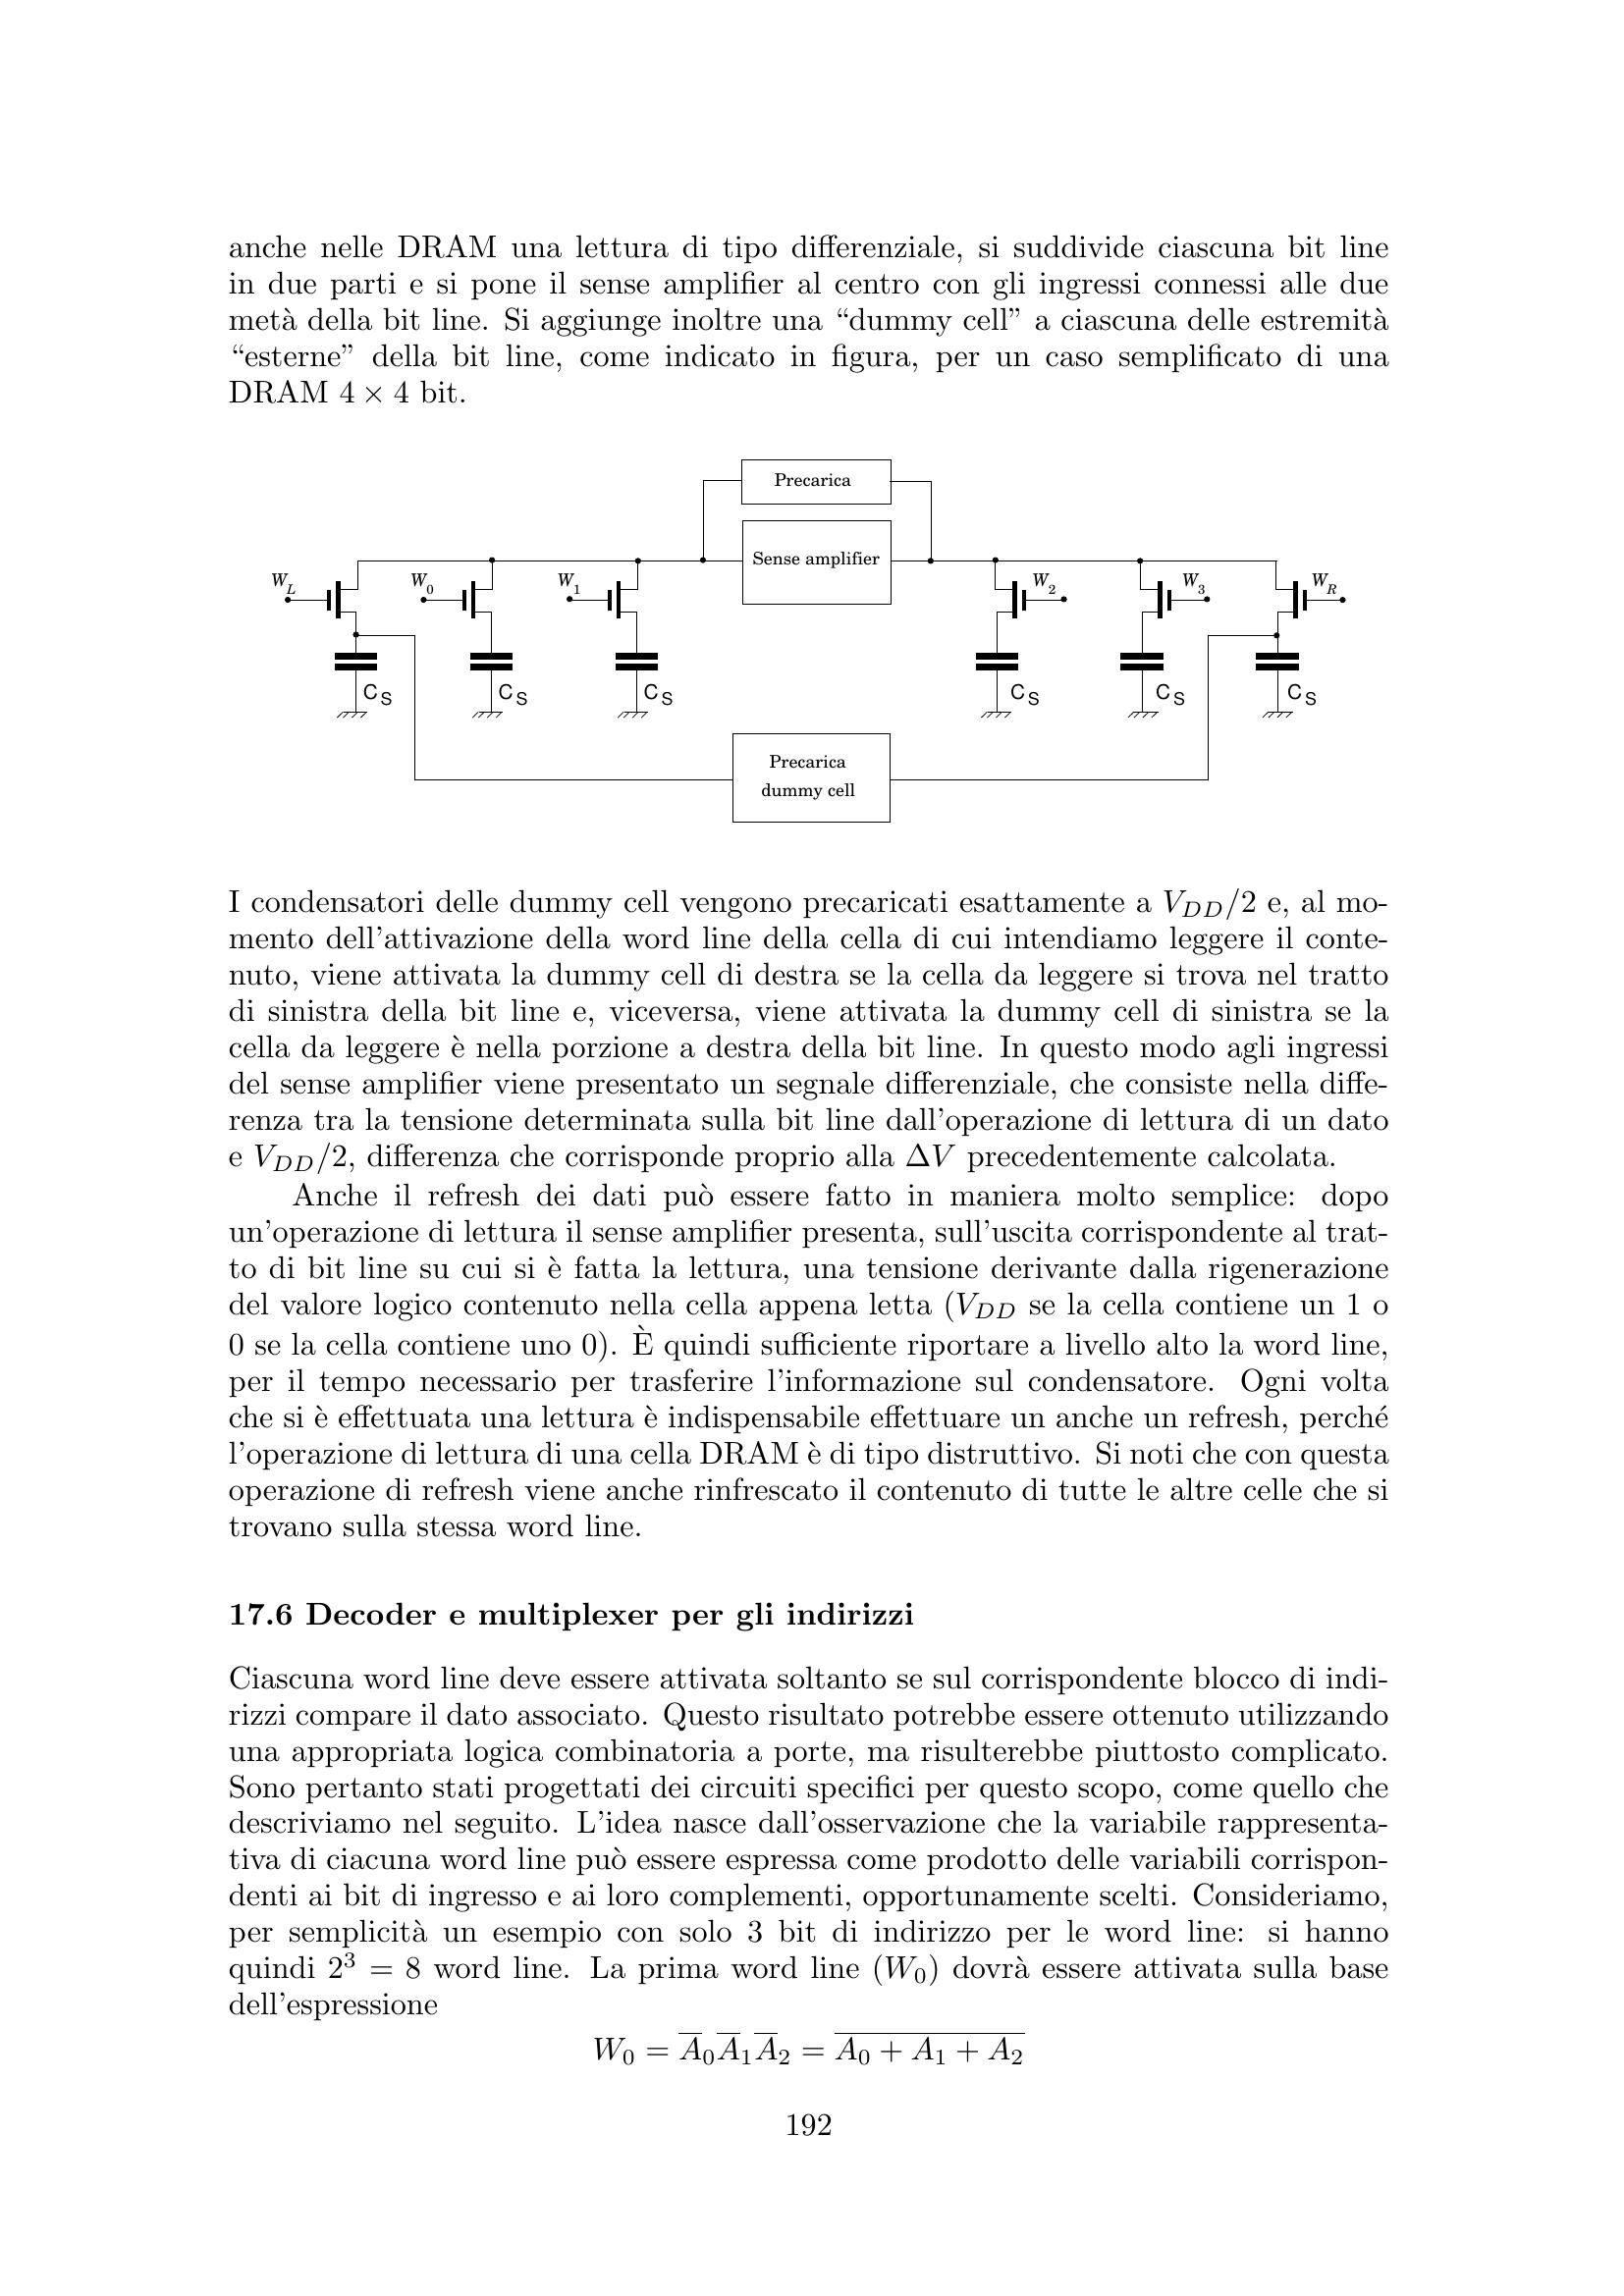 anche nelle DRAM una lettura di tipo differenziale, si suddivide ciascuna bit line
in due parti e si pone il sense amplifier al centro con gli ingressi connessi alle due
metà della bit line. Si aggiunge inoltre una “dummy cell” a ciascuna delle estremità
“esterne” della bit line, come indicato in figura, per un caso semplificato di una
DRAM 4 × 4 bit.
Precarica
Sense amplifier
W_L W_0 W_1 W_2 W_3 W_R
C_S C_S C_S C_S C_S C_S
Precarica
dummy cell
I condensatori delle dummy cell vengono precaricati esattamente a V_{DD}/2 e, al mo-
mento dell’attivazione della word line della cella di cui intendiamo leggere il conte-
nuto, viene attivata la dummy cell di destra se la cella da leggere si trova nel tratto
di sinistra della bit line e, viceversa, viene attivata la dummy cell di sinistra se la
cella da leggere è nella porzione a destra della bit line. In questo modo agli ingressi
del sense amplifier viene presentato un segnale differenziale, che consiste nella diffe-
renza tra la tensione determinata sulla bit line dall’operazione di lettura di un dato
e V_{DD}/2, differenza che corrisponde proprio alla ΔV precedentemente calcolata.
Anche il refresh dei dati può essere fatto in maniera molto semplice: dopo
un’operazione di lettura il sense amplifier presenta, sull’uscita corrispondente al trat-
to di bit line su cui si è fatta la lettura, una tensione derivante dalla rigenerazione
del valore logico contenuto nella cella appena letta (V_{DD} se la cella contiene un 1 o
0 se la cella contiene uno 0). È quindi sufficiente riportare a livello alto la word line,
per il tempo necessario per trasferire l’informazione sul condensatore. Ogni volta
che si è effettuata una lettura è indispensabile effettuare un anche un refresh, perché
l’operazione di lettura di una cella DRAM è di tipo distruttivo. Si noti che con questa
operazione di refresh viene anche rinfrescato il contenuto di tutte le altre celle che si
trovano sulla stessa word line.
17.6 Decoder e multiplexer per gli indirizzi
Ciascuna word line deve essere attivata soltanto se sul corrispondente blocco di indi-
rizzi compare il dato associato. Questo risultato potrebbe essere ottenuto utilizzando
una appropriata logica combinatoria a porte, ma risulterebbe piuttosto complicato.
Sono pertanto stati progettati dei circuiti specifici per questo scopo, come quello che
descriviamo nel seguito. L’idea nasce dall’osservazione che la variabile rappresenta-
tiva di ciacuna word line può essere espressa come prodotto delle variabili corrispon-
denti ai bit di ingresso e ai loro complementi, opportunamente scelti. Consideriamo,
per semplicità un esempio con solo 3 bit di indirizzo per le word line: si hanno
quindi 2^3 = 8 word line. La prima word line (W_0) dovrà essere attivata sulla base
dell’espressione
W_0 = \overline{A}_0 \overline{A}_1 \overline{A}_2 = \overline{A_0 + A_1 + A_2}
192